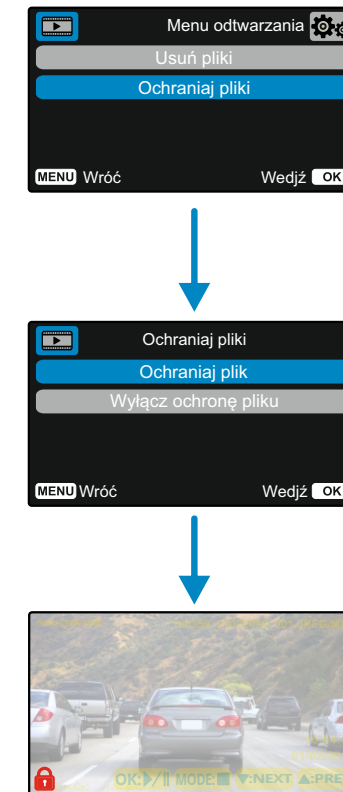 Menu odtwarzania
Usuń pliki
Ochraniaj pliki
MENU Wróć Wedjź OK
Ochraniaj pliki
Ochraniaj plik
Wyłącz ochronę pliku
MENU Wróć Wedjź OK
OK: / MODE: :NEXT :PRE